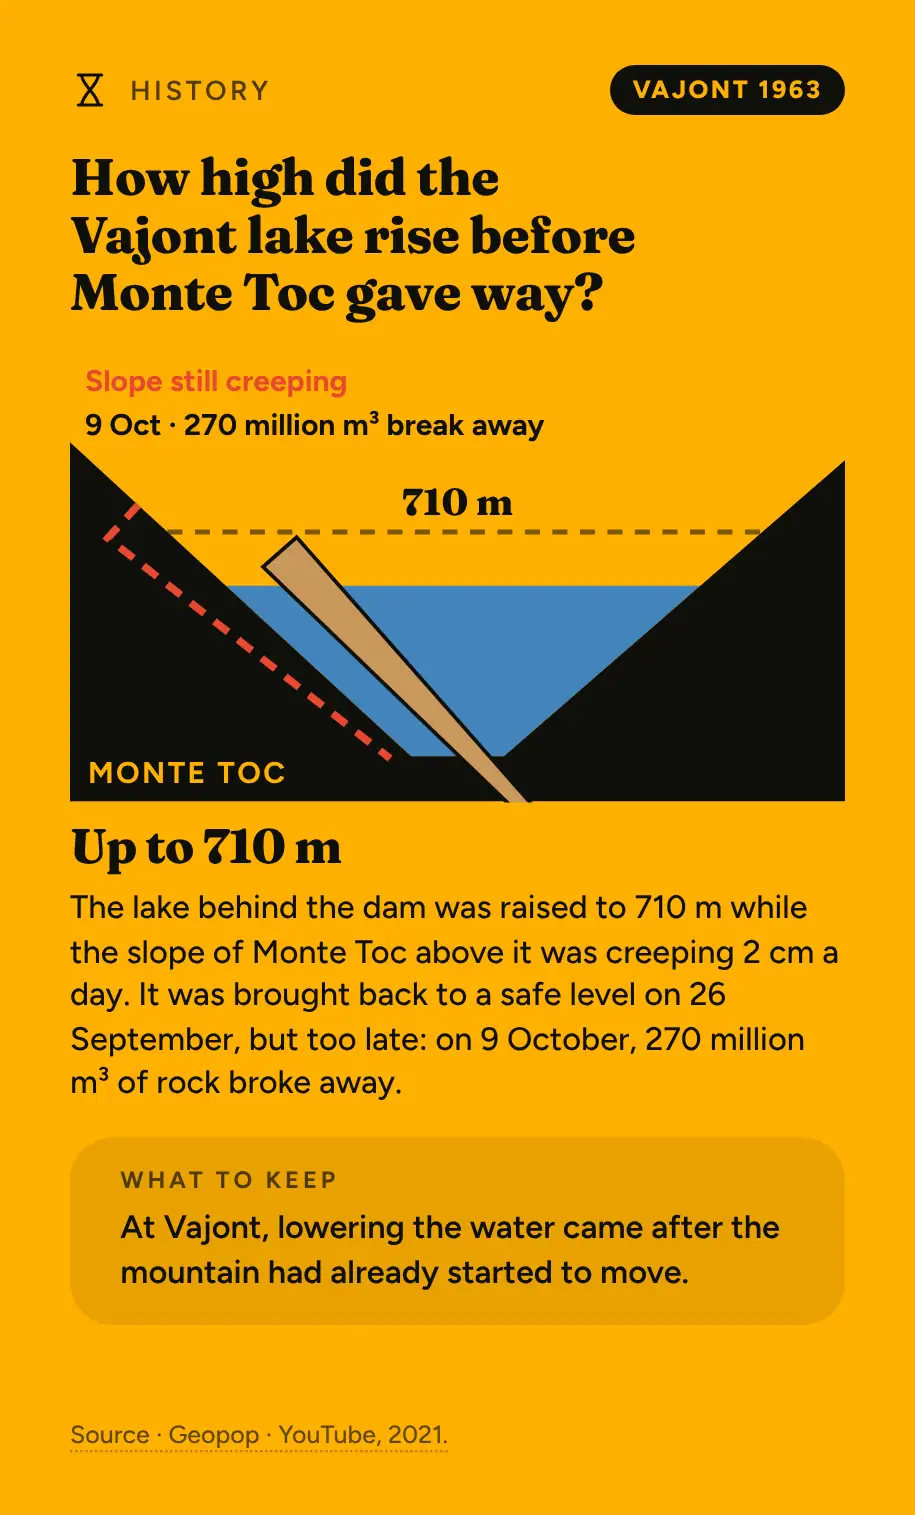 HISTORY
VAJONT 1963
How high did the
Vajont lake rise before
Monte Toc gave way?
Slope still creeping
9 Oct · 270 million m³ break away
710 m
MONTE TOC
Up to 710 m
The lake behind the dam was raised to 710 m while
the slope of Monte Toc above it was creeping 2 cm a
day. It was brought back to a safe level on 26
September, but too late: on 9 October, 270 million
m³ of rock broke away.
WHAT TO KEEP
At Vajont, lowering the water came after the
mountain had already started to move.
Source · Geopop · YouTube, 2021.